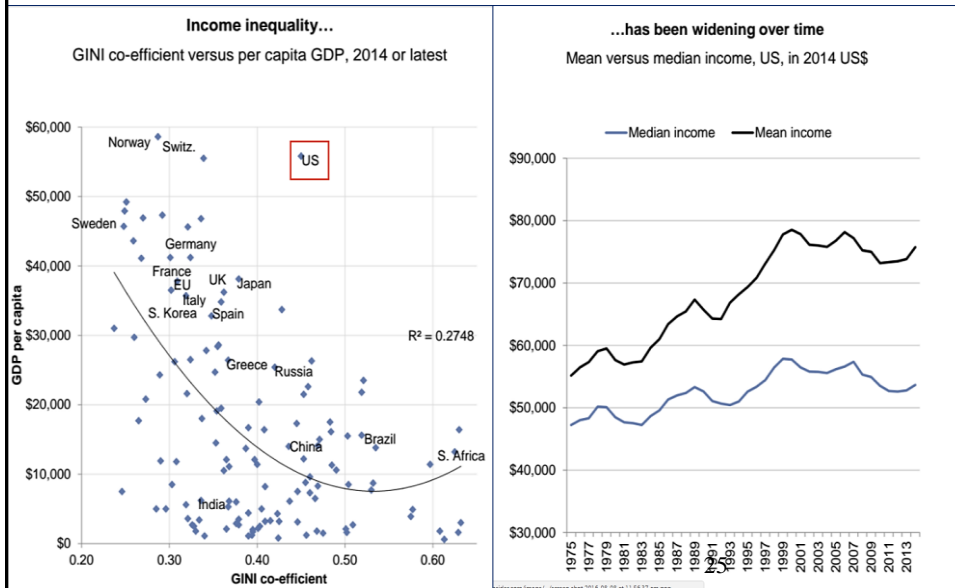 Income inequality…
GINI co-efficient versus per capita GDP, 2014 or latest
$60,000
$50,000
$40,000
$30,000
$20,000
$10,000
$0
GDP per capita
Norway
Switz.
US
Sweden
Germany
France
EU
UK
Japan
Italy
S. Korea
Spain
R² = 0.2748
Greece
Russia
China
Brazil
S. Africa
India
0.20 0.30 0.40 0.50 0.60
GINI co-efficient
…has been widening over time
Mean versus median income, US, in 2014 US$
Median income Mean income
$90,000
$80,000
$70,000
$60,000
$50,000
$40,000
$30,000
1975 1977 1979 1981 1983 1985 1987 1989 1991 1993 1995 1997 1999 2001 2003 2005 2007 2009 2011 2013
25